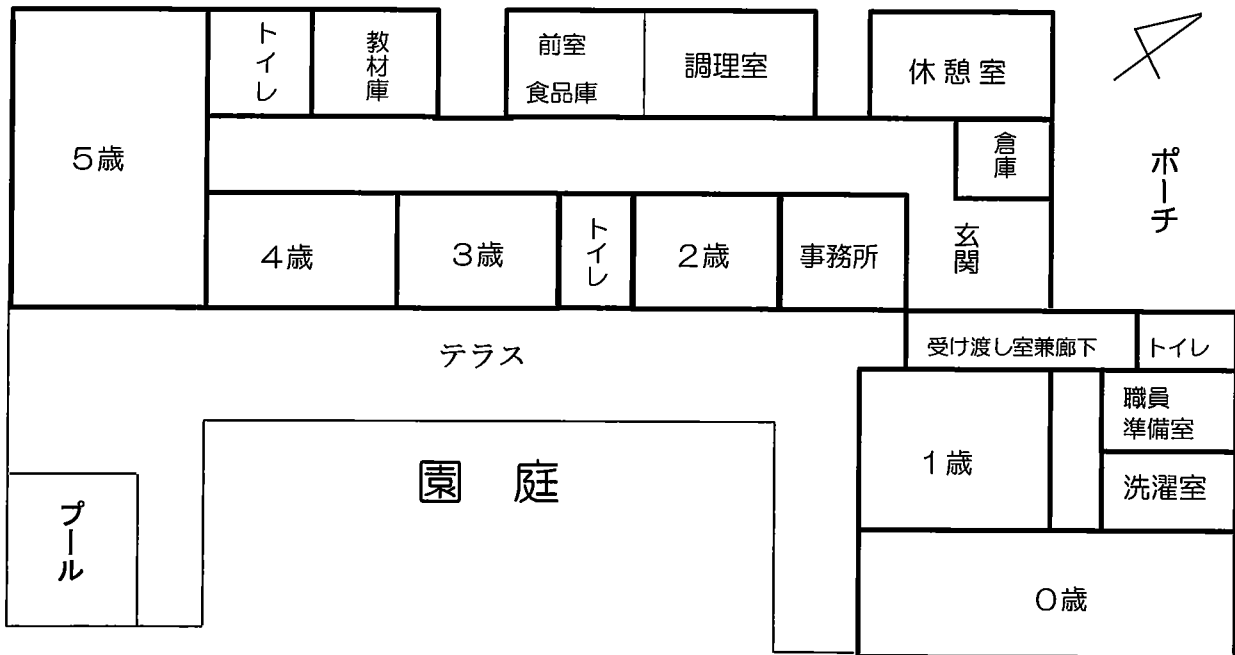 トイレ
教材庫
前室
食品庫
調理室
休憩室
5歳
倉庫
ポーチ
4歳
3歳
トイレ
2歳
事務所
玄関
テラス
受け渡し室兼廊下
トイレ
職員
準備室
1歳
洗濯室
園庭
プール
0歳